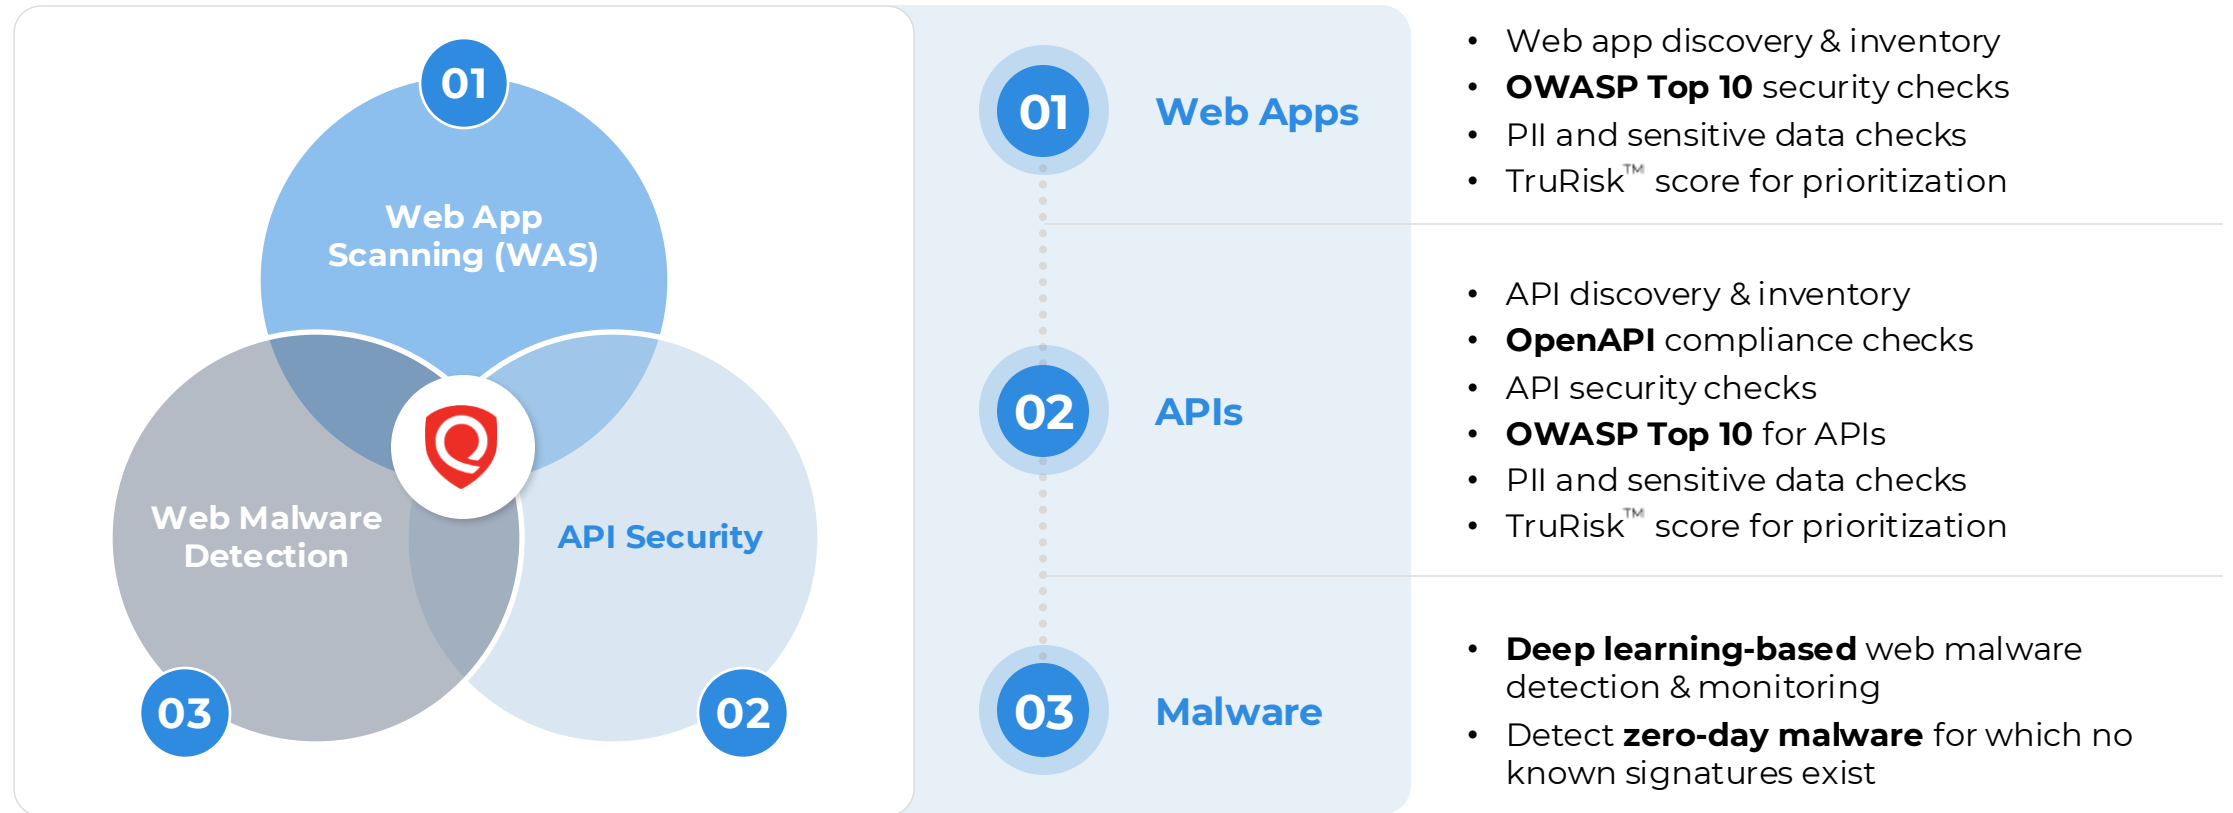 01
Web App
Scanning (WAS)
Web Malware
Detection
API Security
03
02
01
Web Apps
• Web app discovery & inventory
• OWASP Top 10 security checks
• PII and sensitive data checks
• TruRisk™ score for prioritization
02
APIs
• API discovery & inventory
• OpenAPI compliance checks
• API security checks
• OWASP Top 10 for APIs
• PII and sensitive data checks
• TruRisk™ score for prioritization
03
Malware
• Deep learning-based web malware
detection & monitoring
• Detect zero-day malware for which no
known signatures exist